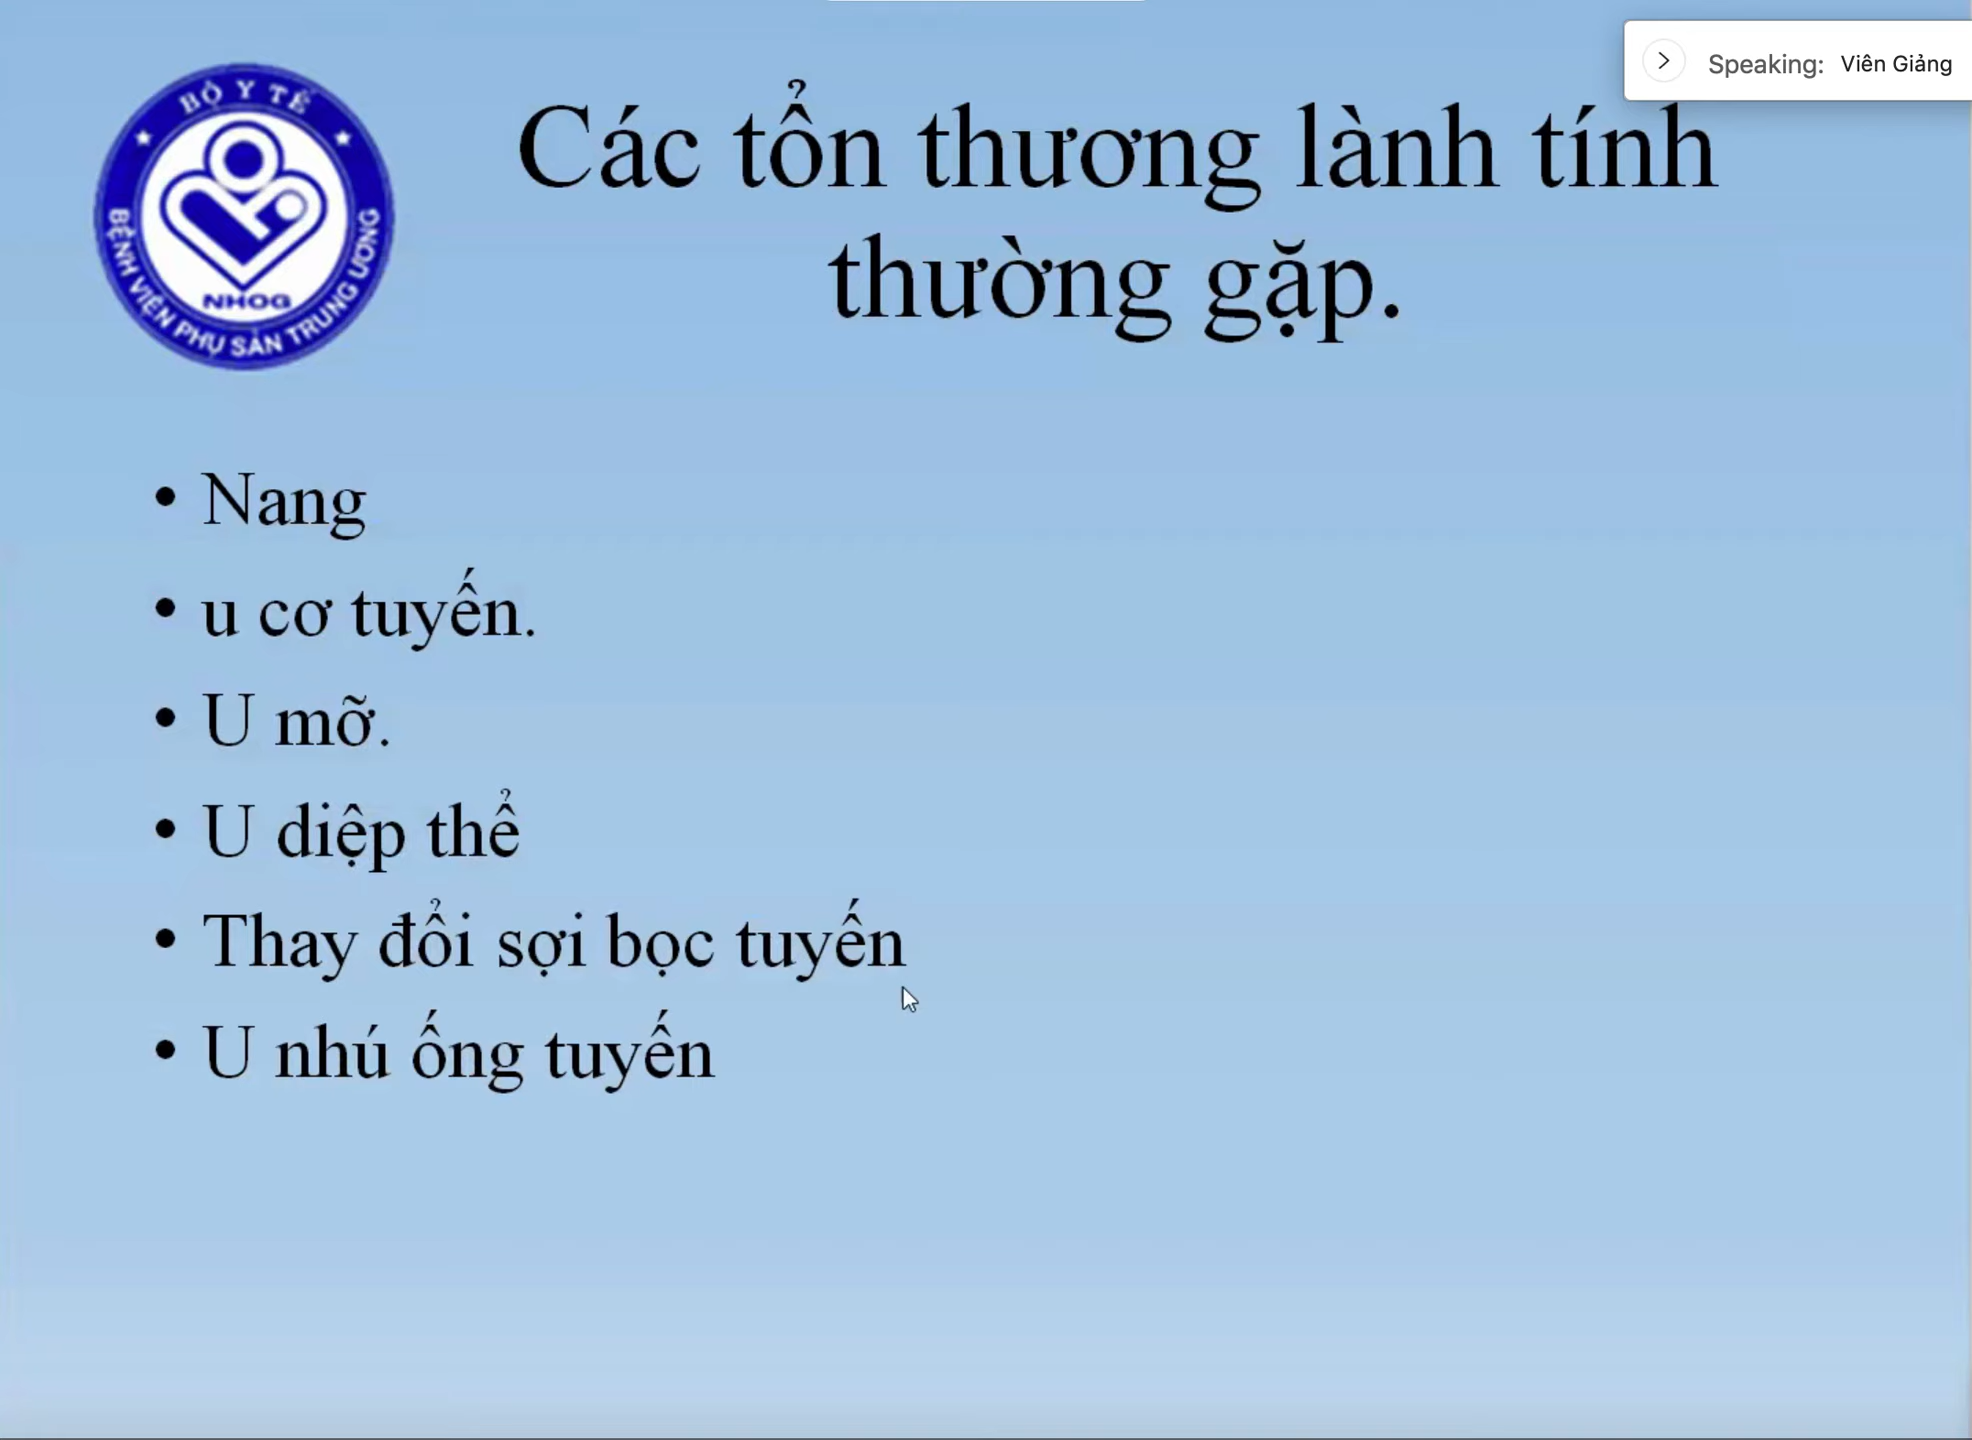 BỘ Y TẾ
BỆNH VIỆN PHỤ SẢN TRUNG ƯƠNG
NHOG
Speaking: Viên Giảng
Các tổn thương lành tính
thường gặp.
• Nang
• u cơ tuyến.
• U mỡ.
• U diệp thể
• Thay đổi sợi bọc tuyến
• U nhú ống tuyến